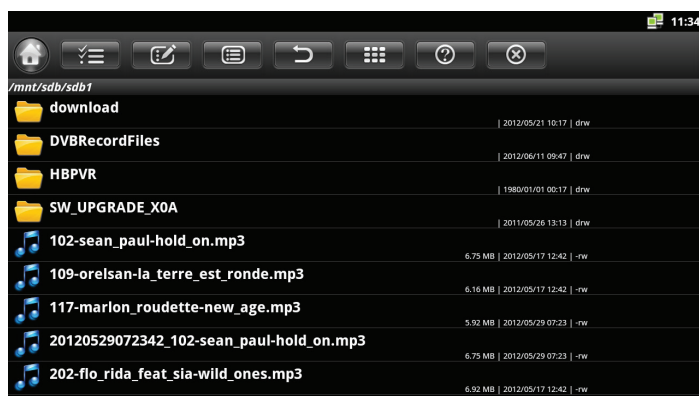 11:34
/mnt/sdb/sdb1
download
| 2012/05/21 10:17 | drw
DVBRecordFiles
| 2012/06/11 09:47 | drw
HBPVR
| 1980/01/01 00:17 | drw
SW_UPGRADE_X0A
| 2011/05/26 13:13 | drw
102-sean_paul-hold_on.mp3
6.75 MB | 2012/05/17 12:42 | -rw
109-orelsan-la_terre_est_ronde.mp3
6.16 MB | 2012/05/17 12:42 | -rw
117-marlon_roudette-new_age.mp3
5.92 MB | 2012/05/29 07:23 | -rw
20120529072342_102-sean_paul-hold_on.mp3
6.75 MB | 2012/05/29 07:23 | -rw
202-flo_rida_feat_sia-wild_ones.mp3
6.92 MB | 2012/05/17 12:42 | -rw